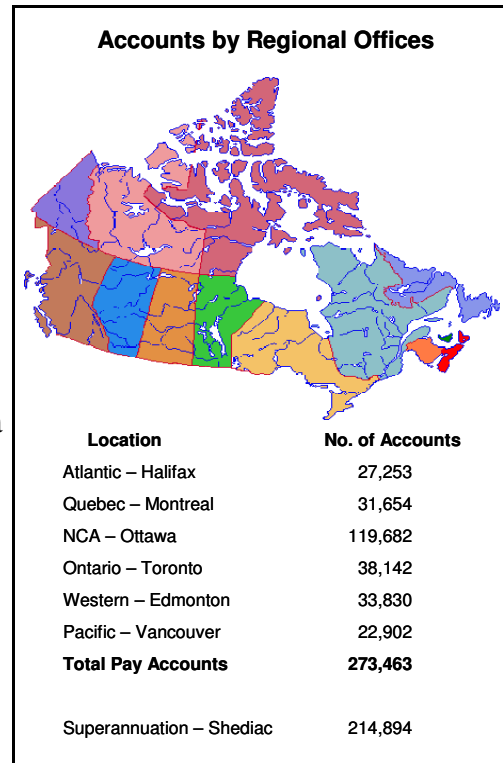 Accounts by Regional Offices
Location No. of Accounts
Atlantic – Halifax 27,253
Quebec – Montreal 31,654
NCA – Ottawa 119,682
Ontario – Toronto 38,142
Western – Edmonton 33,830
Pacific – Vancouver 22,902
Total Pay Accounts 273,463
Superannuation – Shediac 214,894